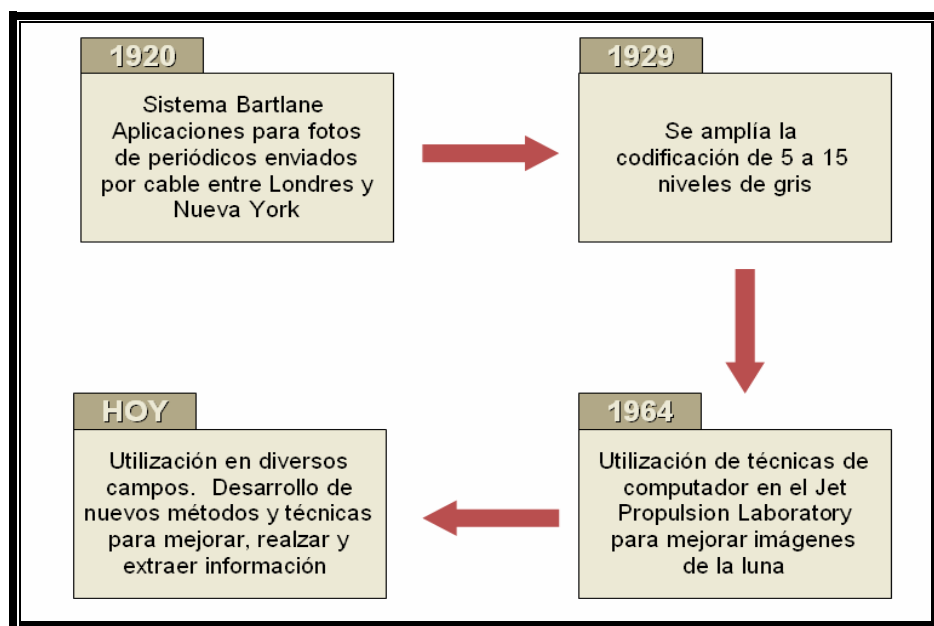 1920
Sistema Bartlane
Aplicaciones para fotos
de periódicos enviados
por cable entre Londres y
Nueva York
1929
Se amplía la
codificación de 5 a 15
niveles de gris
1964
Utilización de técnicas de
computador en el Jet
Propulsion Laboratory
para mejorar imágenes
de la luna
HOY
Utilización en diversos
campos.  Desarrollo de
nuevos métodos y técnicas
para mejorar, realzar y
extraer información